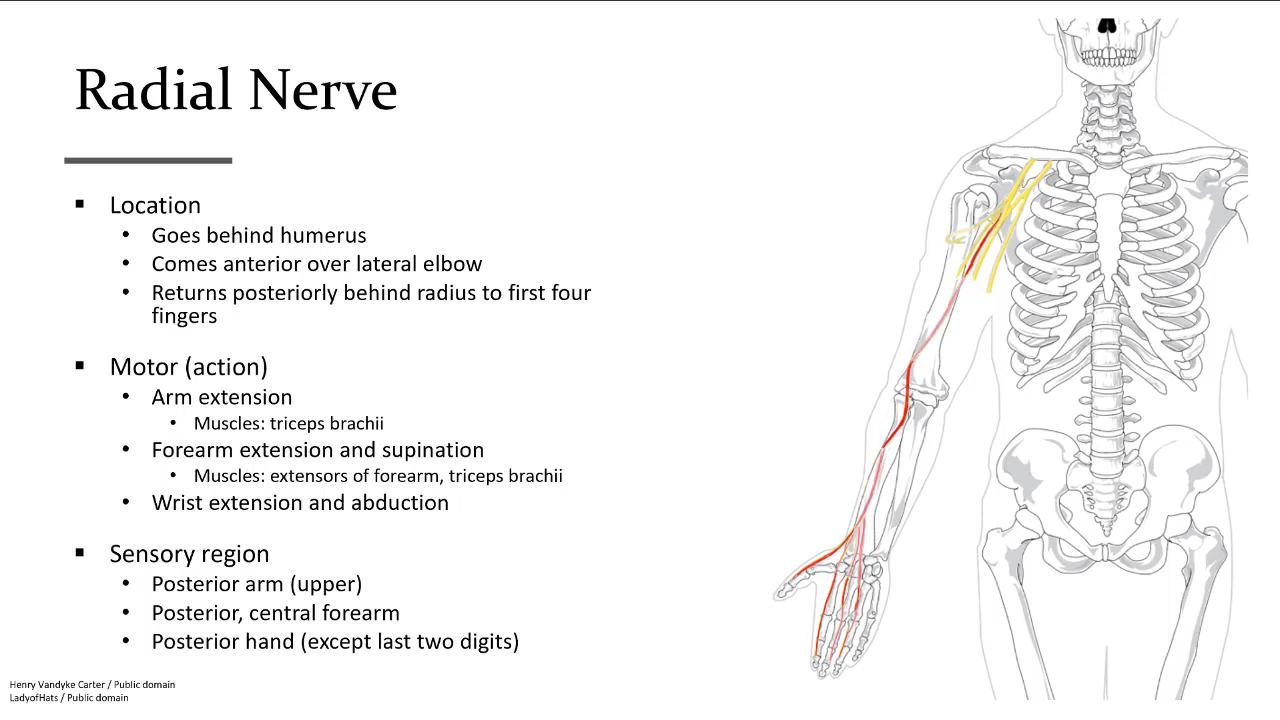 Radial Nerve
▪ Location
• Goes behind humerus
• Comes anterior over lateral elbow
• Returns posteriorly behind radius to first four
fingers
▪ Motor (action)
• Arm extension
• Muscles: triceps brachii
• Forearm extension and supination
• Muscles: extensors of forearm, triceps brachii
• Wrist extension and abduction
▪ Sensory region
• Posterior arm (upper)
• Posterior, central forearm
• Posterior hand (except last two digits)
Henry Vandyke Carter / Public domain
LadyofHats / Public domain